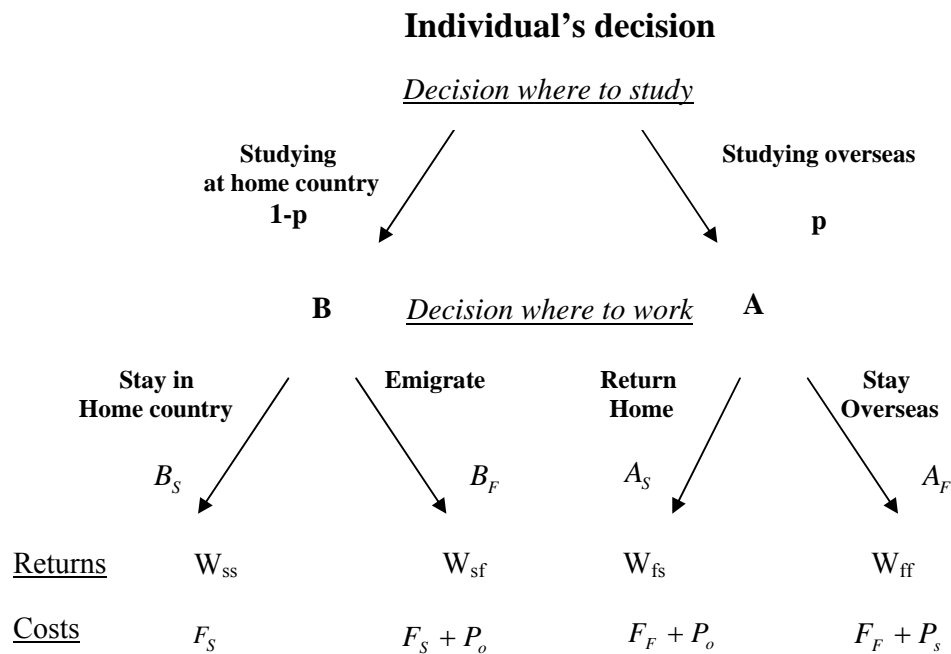 Individual's decision
Decision where to study
Studying
at home country
1-p
Studying overseas
p
B
Decision where to work
A
Stay in
Home country
Emigrate
Return
Home
Stay
Overseas
B_S
B_F
A_S
A_F
Returns W_ss W_sf W_fs W_ff
Costs F_S F_S + P_o F_F + P_o F_F + P_s